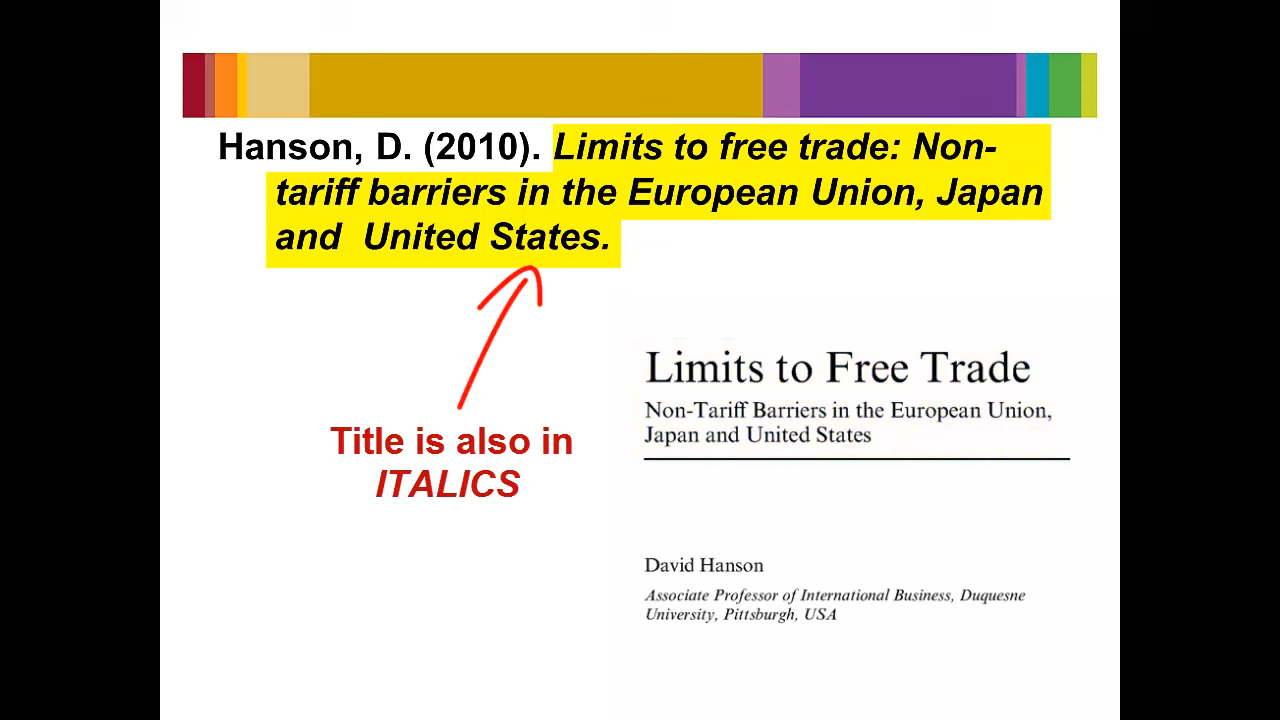 Hanson, D. (2010). Limits to free trade: Non-
tariff barriers in the European Union, Japan
and  United States.
Title is also in
ITALICS
Limits to Free Trade
Non-Tariff Barriers in the European Union,
Japan and United States
David Hanson
Associate Professor of International Business, Duquesne
University, Pittsburgh, USA